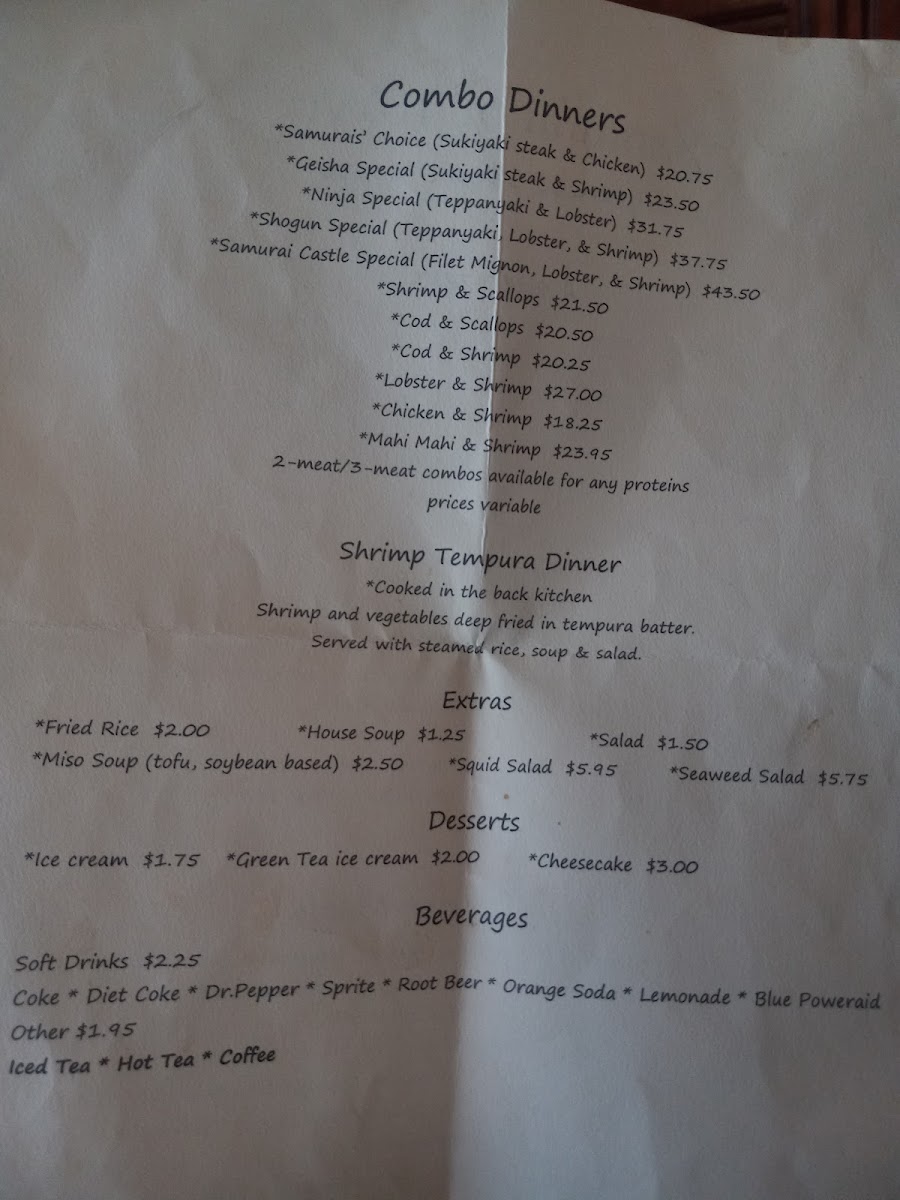 Combo Dinners
*Samurais' Choice (Sukiyaki steak & Chicken) $20.75
*Geisha Special (Sukiyaki steak & Shrimp) $23.50
*Ninja Special (Teppanyaki & Lobster) $31.75
*Shogun Special (Teppanyaki, Lobster, & Shrimp) $37.75
*Samurai Castle Special (Filet Mignon, Lobster, & Shrimp) $43.50
*Shrimp & Scallops $21.50
*Cod & Scallops $20.50
*Cod & Shrimp $20.25
*Lobster & Shrimp $27.00
*Chicken & Shrimp $18.25
*Mahi Mahi & Shrimp $23.95
2-meat/3-meat combos available for any proteins
prices variable
Shrimp Tempura Dinner
*Cooked in the back kitchen
Shrimp and vegetables deep fried in tempura batter.
Served with steamed rice, soup & salad.
Extras
*Fried Rice $2.00 *House Soup $1.25 *Salad $1.50
*Miso Soup (tofu, soybean based) $2.50 *Squid Salad $5.95 *Seaweed Salad $5.75
Desserts
*Ice cream $1.75 *Green Tea ice cream $2.00 *Cheesecake $3.00
Beverages
Soft Drinks $2.25
Coke * Diet Coke * Dr.Pepper * Sprite * Root Beer * Orange Soda * Lemonade * Blue Poweraid
Other $1.95
Iced Tea * Hot Tea * Coffee